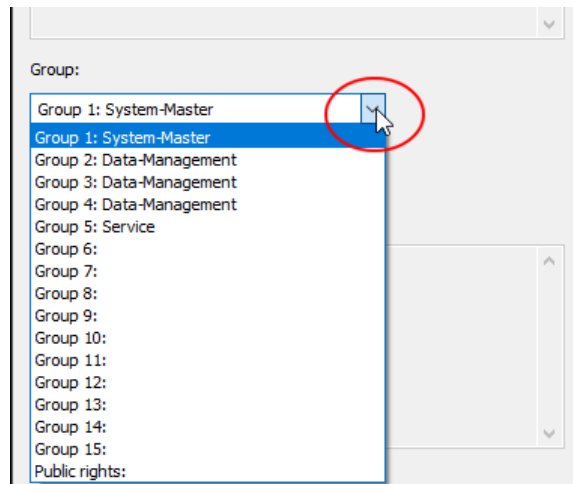 Group:
Group 1: System-Master
Group 1: System-Master
Group 2: Data-Management
Group 3: Data-Management
Group 4: Data-Management
Group 5: Service
Group 6:
Group 7:
Group 8:
Group 9:
Group 10:
Group 11:
Group 12:
Group 13:
Group 14:
Group 15:
Public rights: